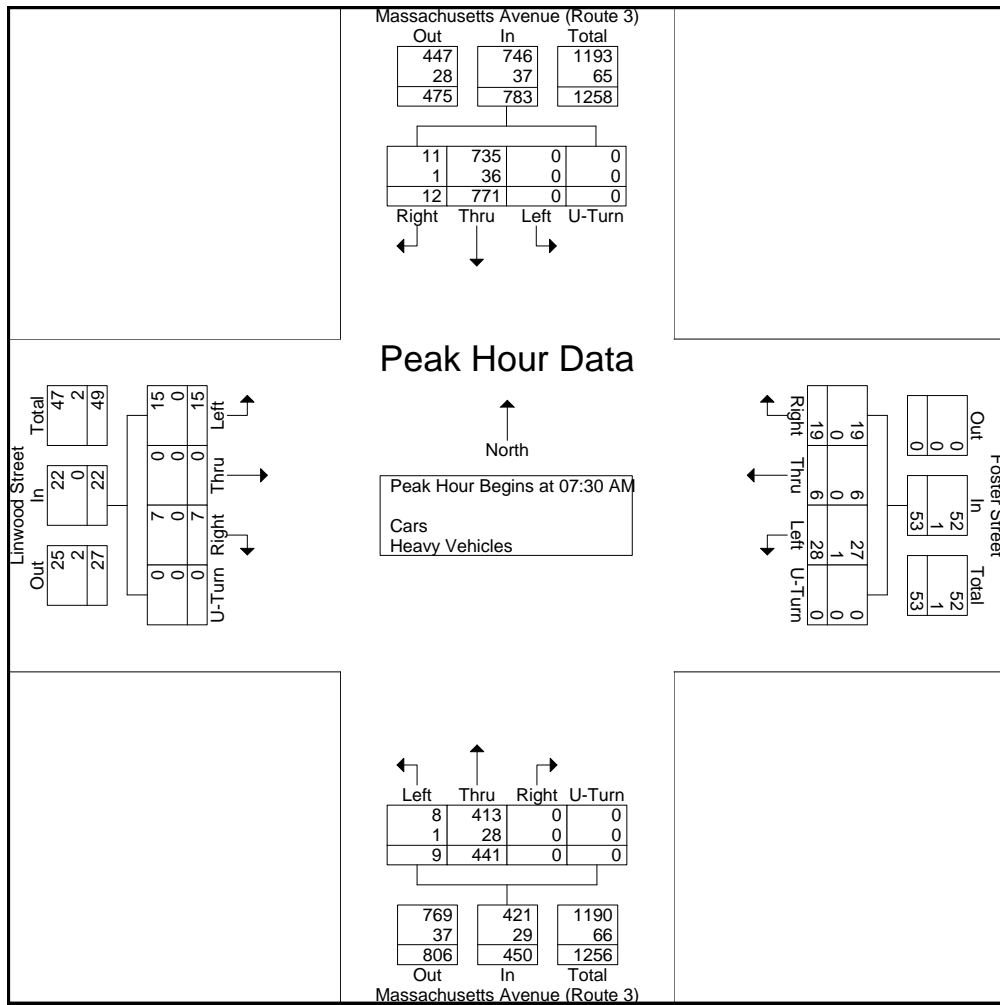 Massachusetts Avenue (Route 3)
Out In Total
447 746 1193
28 37 65
475 783 1258
11 735 0 0
1 36 0 0
12 771 0 0
Right Thru Left U-Turn
Peak Hour Data
North
Peak Hour Begins at 07:30 AM
Cars
Heavy Vehicles
Linwood Street
Total In Out
47 22 25
2 0 2
49 22 27
15 0 7 0
0 0 0 0
15 0 7 0
Left Thru Right U-Turn
Foster Street
Out In Total
0 52 52
0 1 1
0 53 53
19 6 27 0
0 0 1 0
19 6 28 0
Right Thru Left U-Turn
Left Thru Right U-Turn
8 413 0 0
1 28 0 0
9 441 0 0
769 421 1190
37 29 66
806 450 1256
Out In Total
Massachusetts Avenue (Route 3)